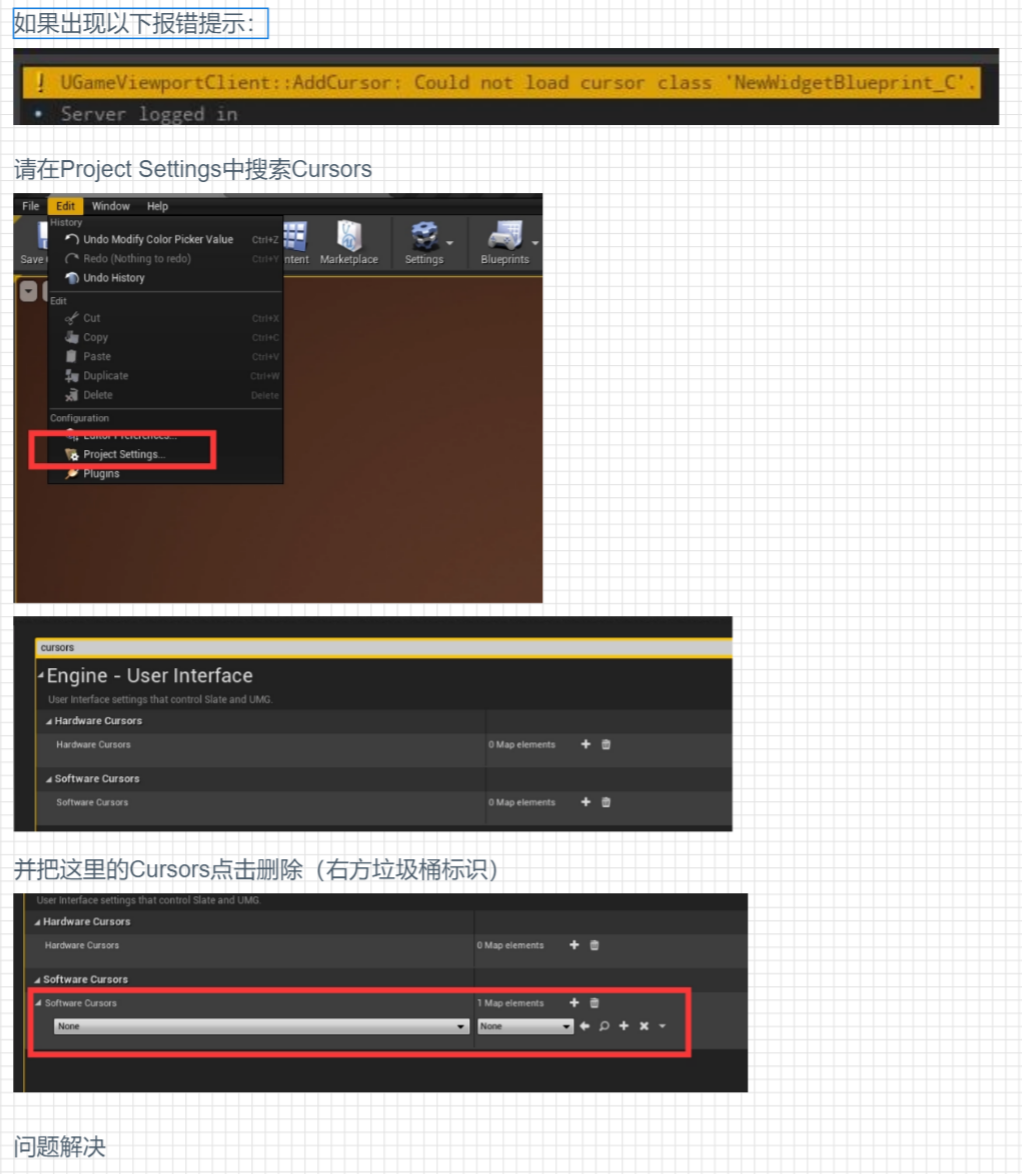 如果出现以下报错提示：
! UGameViewportClient::AddCursor: Could not load cursor class 'NewWidgetBlueprint_C'.
• Server logged in
请在Project Settings中搜索Cursors
File Edit Window Help
History
Undo Modify Color Picker Value Ctrl+Z
Redo (Nothing to redo) Ctrl+Y
Undo History
Save ntent Marketplace Settings Blueprints
Edit
Cut Ctrl+X
Copy Ctrl+C
Paste Ctrl+V
Duplicate Ctrl+W
Delete Delete
Configuration
Editor Preferences...
Project Settings...
Plugins
cursors
Engine - User Interface
User Interface settings that control Slate and UMG.
Hardware Cursors
Hardware Cursors 0 Map elements
Software Cursors
Software Cursors 0 Map elements
并把这里的Cursors点击删除（右方垃圾桶标识）
User Interface settings that control Slate and UMG.
Hardware Cursors
Hardware Cursors 0 Map elements
Software Cursors
Software Cursors 1 Map elements
None None
问题解决